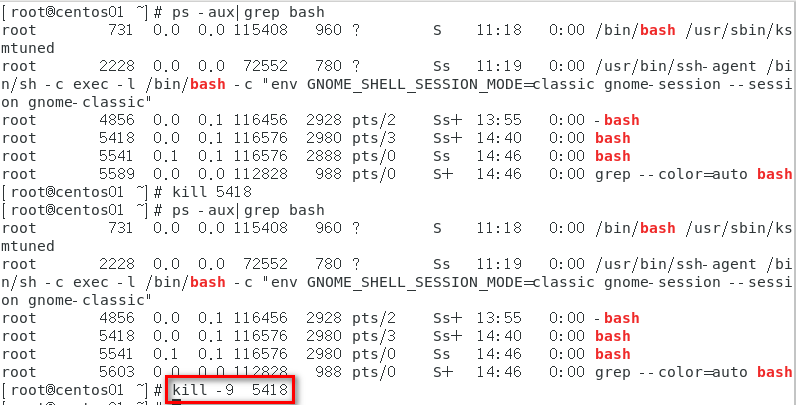 [root@centos01 ~]# ps -aux|grep bash
root 731 0.0 0.0 115408 960 ? S 11:18 0:00 /bin/bash /usr/sbin/ks
mtuned
root 2228 0.0 0.0 72552 780 ? Ss 11:19 0:00 /usr/bin/ssh-agent /bi
n/sh -c exec -l /bin/bash -c "env GNOME_SHELL_SESSION_MODE=classic gnome-session --sessi
on gnome-classic"
root 4856 0.0 0.1 116456 2928 pts/2 Ss+ 13:55 0:00 -bash
root 5418 0.0 0.1 116576 2980 pts/3 Ss+ 14:40 0:00 bash
root 5541 0.1 0.1 116576 2888 pts/0 Ss 14:46 0:00 bash
root 5589 0.0 0.0 112828 988 pts/0 S+ 14:46 0:00 grep --color=auto bash
[root@centos01 ~]# kill 5418
[root@centos01 ~]# ps -aux|grep bash
root 731 0.0 0.0 115408 960 ? S 11:18 0:00 /bin/bash /usr/sbin/ks
mtuned
root 2228 0.0 0.0 72552 780 ? Ss 11:19 0:00 /usr/bin/ssh-agent /bi
n/sh -c exec -l /bin/bash -c "env GNOME_SHELL_SESSION_MODE=classic gnome-session --sessi
on gnome-classic"
root 4856 0.0 0.1 116456 2928 pts/2 Ss+ 13:55 0:00 -bash
root 5418 0.0 0.1 116576 2980 pts/3 Ss+ 14:40 0:00 bash
root 5541 0.1 0.1 116576 2980 pts/0 Ss 14:46 0:00 bash
root 5603 0.0 0.0 112828 988 pts/0 S+ 14:46 0:00 grep --color=auto bash
[root@centos01 ~]# kill -9 5418